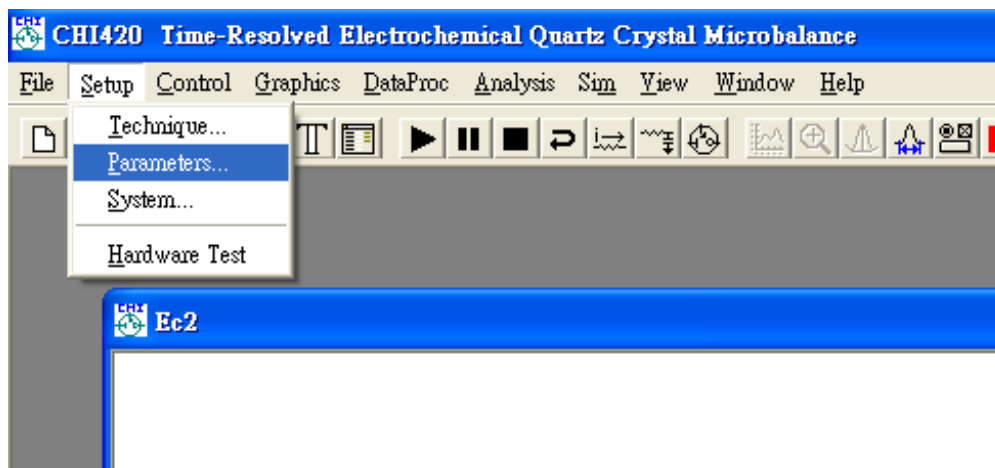 CHI420 Time-Resolved Electrochemical Quartz Crystal Microbalance
File Setup Control Graphics DataProc Analysis Sim View Window Help
Technique...
Parameters...
System...
Hardware Test
CHI Ec2